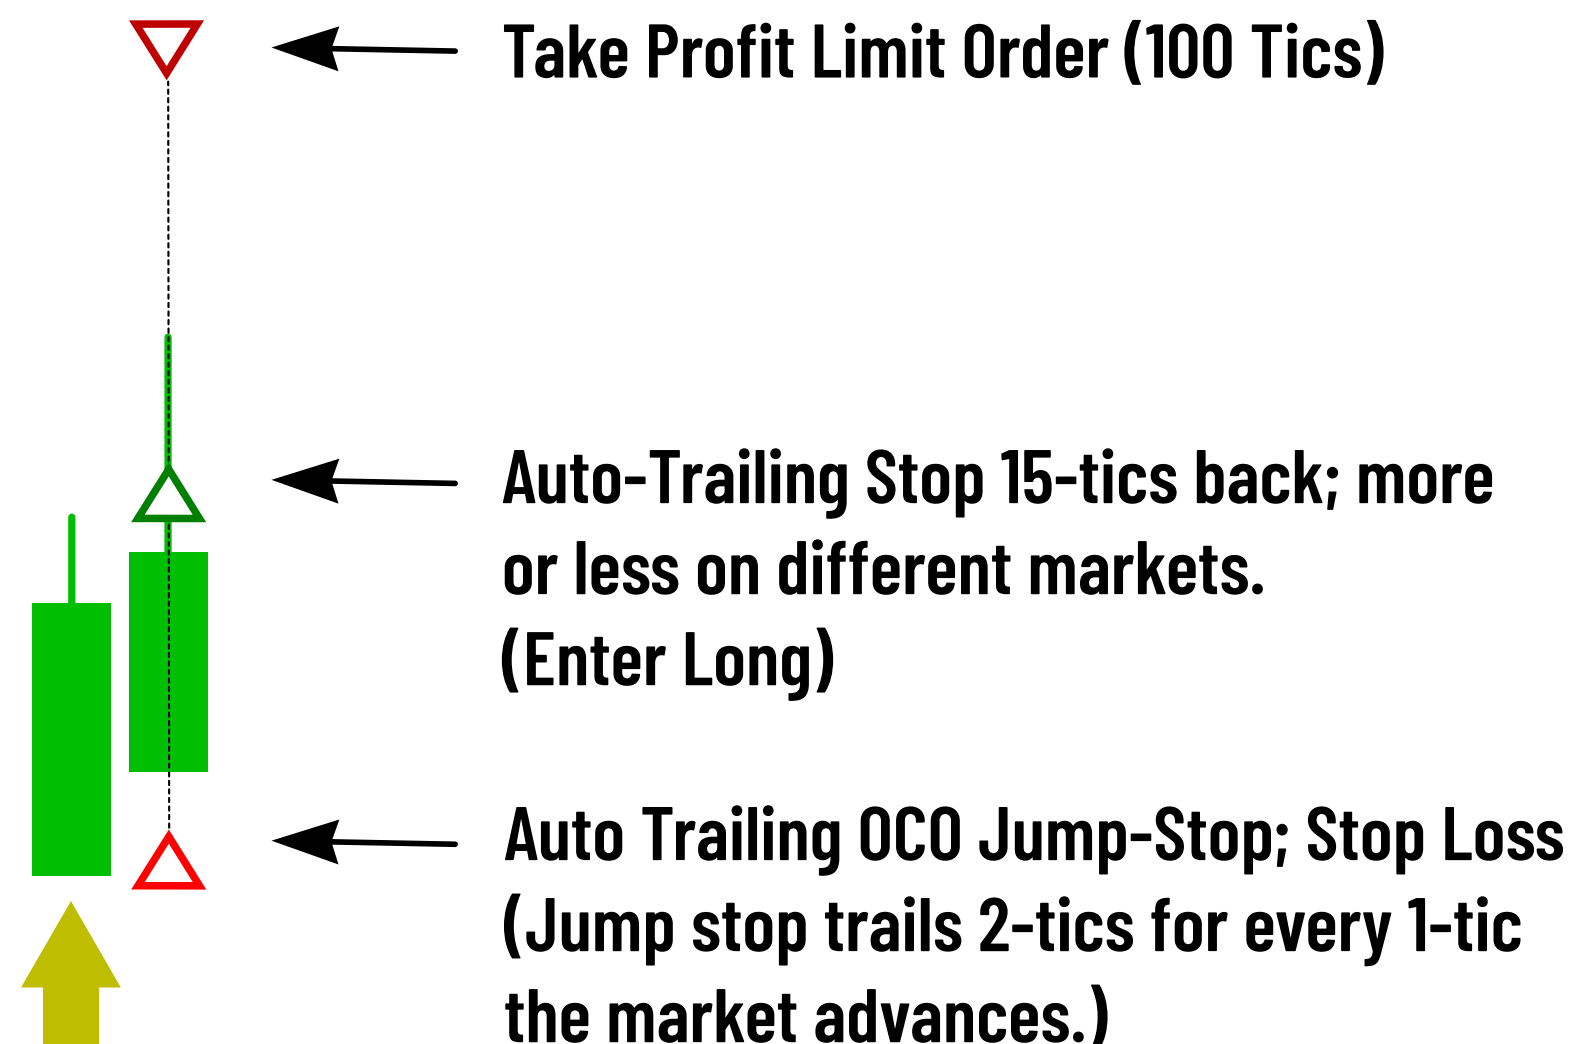 Take Profit Limit Order (100 Tics)
Auto-Trailing Stop 15-tics back; more
or less on different markets.
(Enter Long)
Auto Trailing OCO Jump-Stop; Stop Loss
(Jump stop trails 2-tics for every 1-tic
the market advances.)